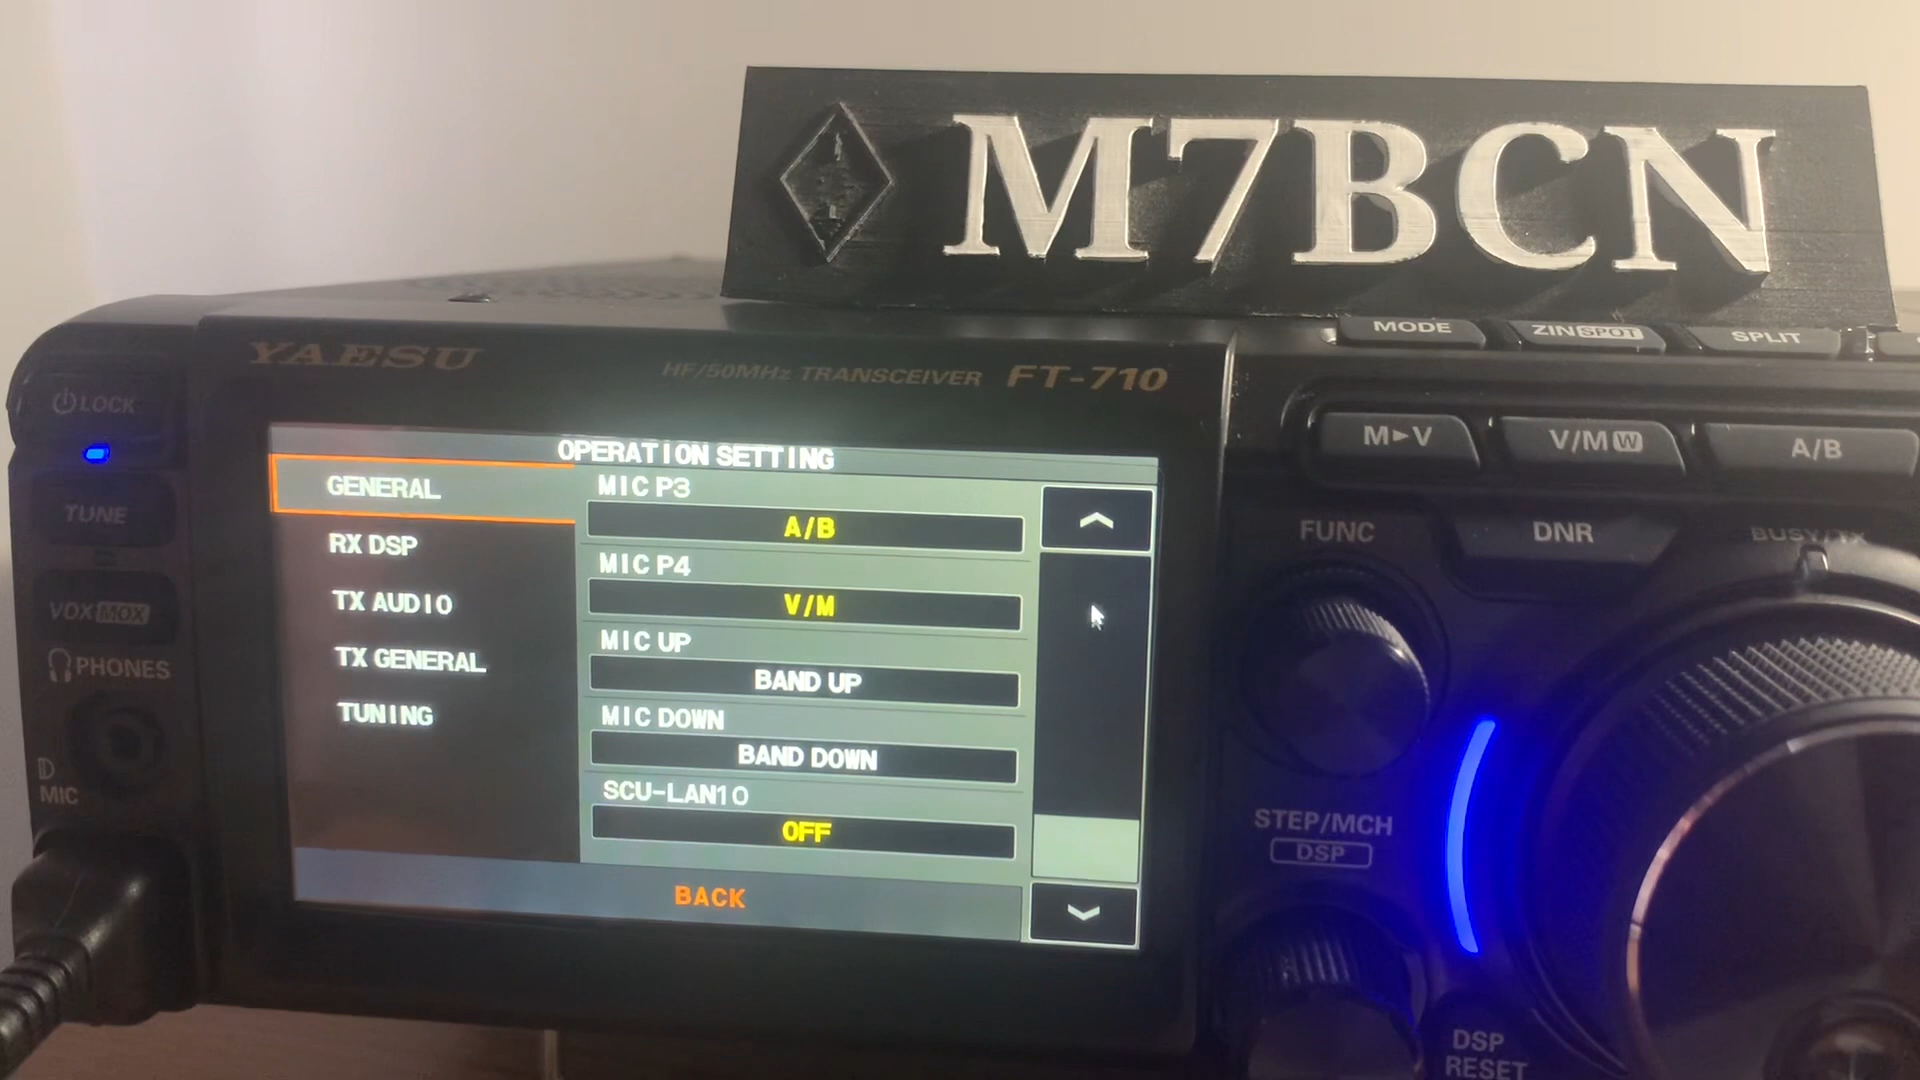 M7BCN
MODE
ZIN SPOT
SPLIT
YAESU
HF/50MHz TRANSCEIVER FT-710
LOCK
TUNE
VOX MOX
PHONES
MIC
OPERATION SETTING
GENERAL
RX DSP
TX AUDIO
TX GENERAL
TUNING
MIC P3
A/B
MIC P4
V/M
MIC UP
BAND UP
MIC DOWN
BAND DOWN
SCU-LAN10
OFF
BACK
M►V
V/M W
A/B
FUNC
DNR
BUSY/TX
STEP/MCH
DSP
DSP
RESET